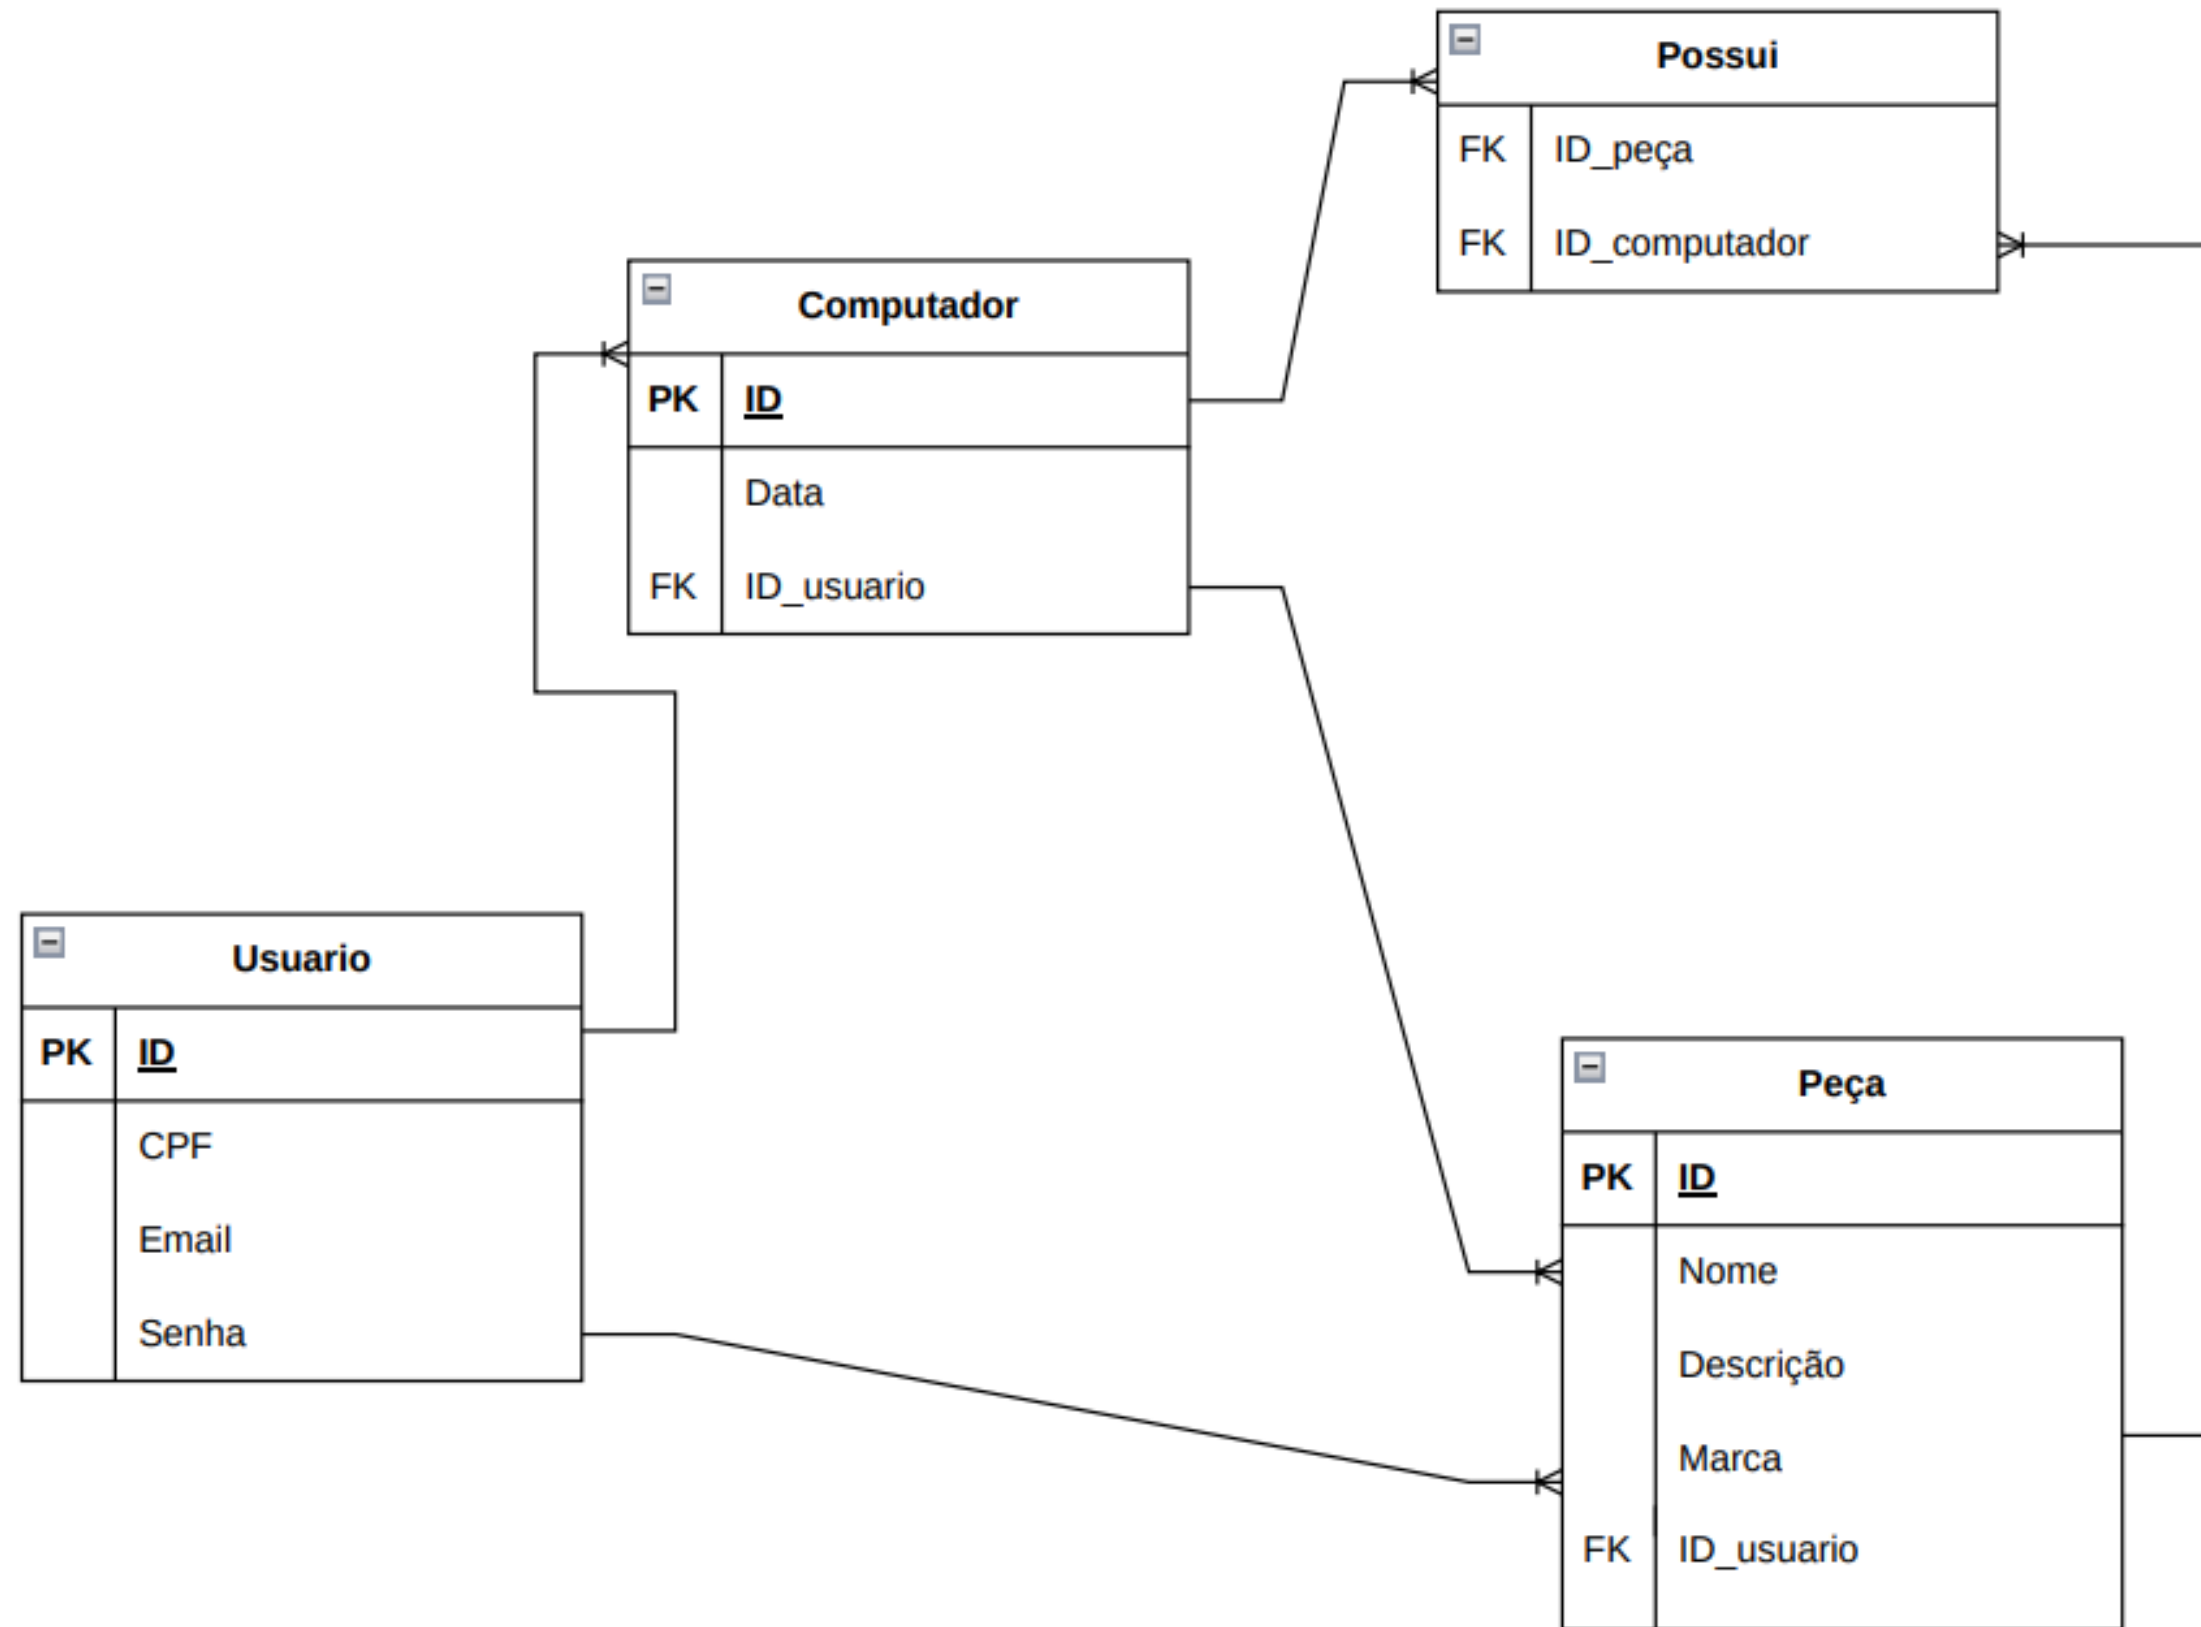 Possui
FK ID_peça
FK ID_computador
Computador
PK ID
Data
FK ID_usuario
Usuario
PK ID
CPF
Email
Senha
Peça
PK ID
Nome
Descrição
Marca
FK ID_usuario